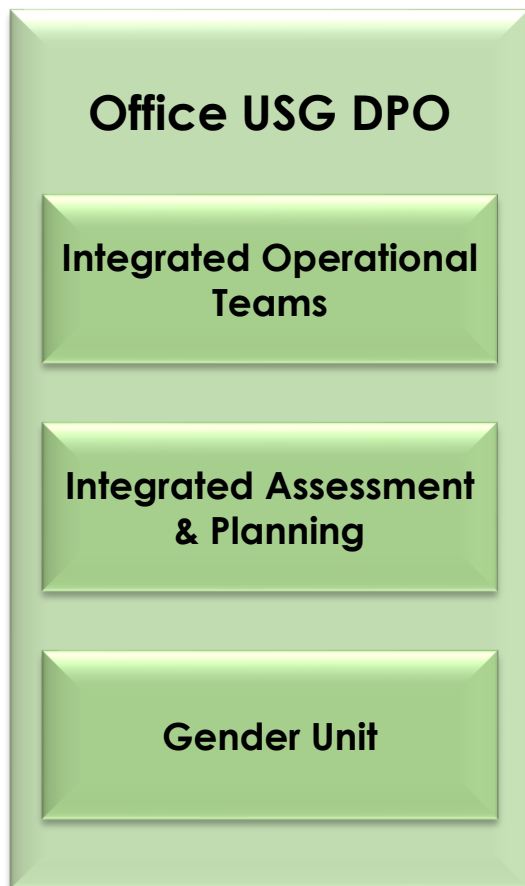 Office USG DPO
Integrated Operational
Teams
Integrated Assessment
& Planning
Gender Unit